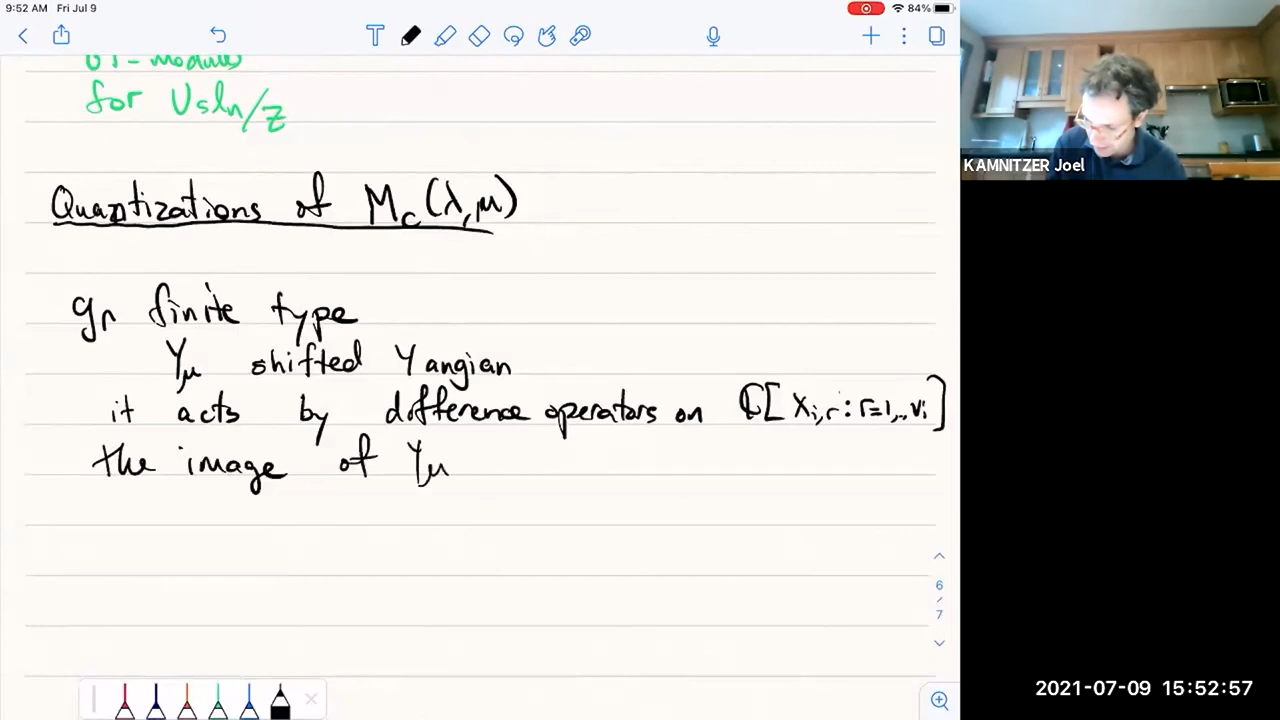 9:52 AM Fri Jul 9
84%
GT-modules
for Usln/Z
Quantizations of Mc(λ,μ)
KAMNITZER Joel
g finite type
Yμ shifted Yangian
it acts by difference operators on ℂ[Xi,r : r=1,..vi]
the image of Yμ
6
/
7
2021-07-09 15:52:57